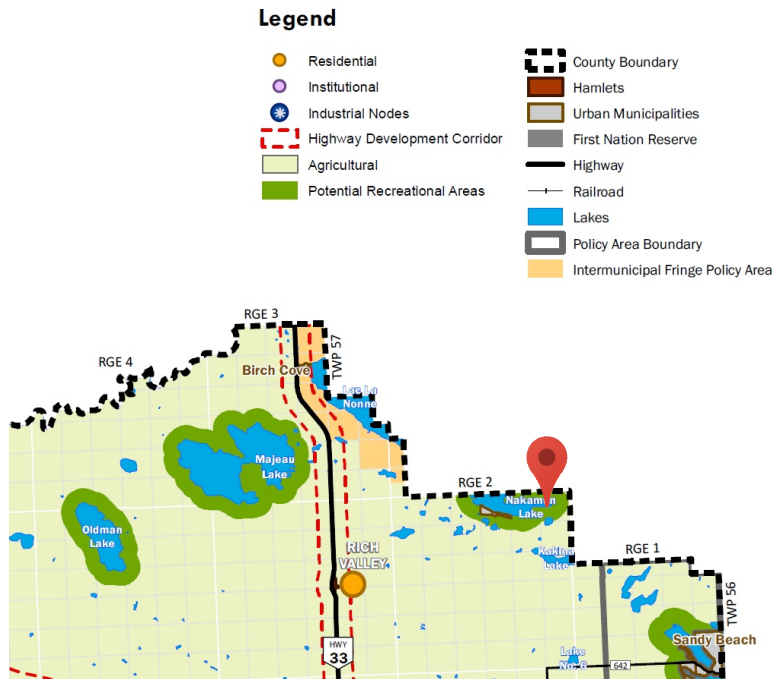 Legend
Residential
Institutional
Industrial Nodes
Highway Development Corridor
Agricultural
Potential Recreational Areas
County Boundary
Hamlets
Urban Municipalities
First Nation Reserve
Highway
Railroad
Lakes
Policy Area Boundary
Intermunicipal Fringe Policy Area
RGE 3
RGE 4
TWP 57
Birch Cove
Lac La
Nonne
Majeau
Lake
RGE 2
Nakamun
Lake
Oldman
Lake
RICH
VALLEY
Kakina
Lake
RGE 1
TWP 56
HWY
33
Sandy Beach
Lake
No. 6
642